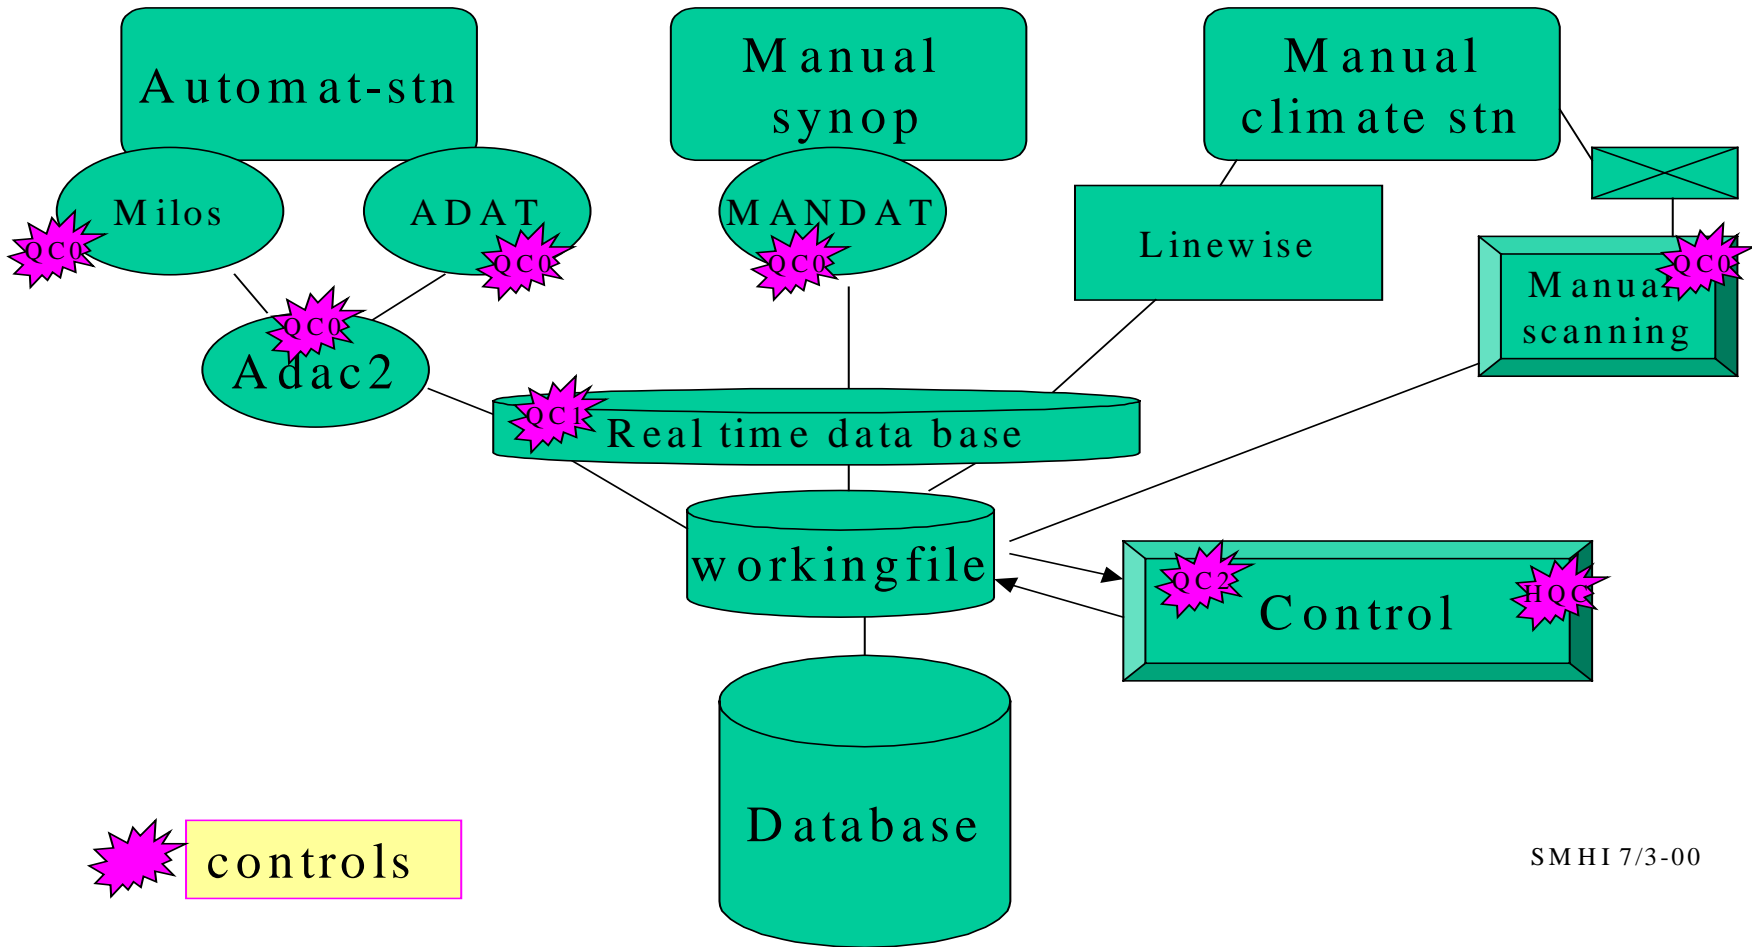 Automat-stn
Manual
synop
Manual
climate stn
Milos
ADAT
MANDAT
Linewise
QC0
QC0
QC0
QC0
Manual
scanning
QC0
Adac2
QC1
Real time data base
workingfile
QC2
HQC
Control
Database
controls
SMHI 7/3-00